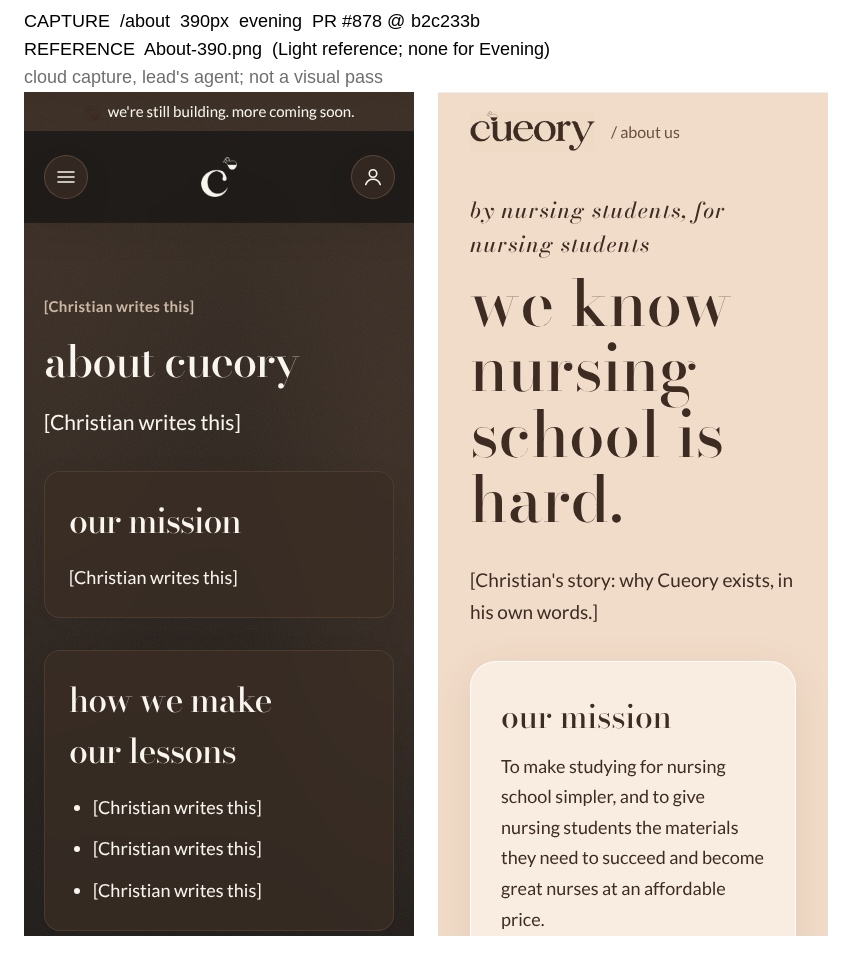 CAPTURE /about 390px evening PR #878 @ b2c233b
REFERENCE About-390.png (Light reference; none for Evening)
cloud capture, lead's agent; not a visual pass
we're still building. more coming soon.
c
[Christian writes this]
about cueory
[Christian writes this]
our mission
[Christian writes this]
how we make
our lessons
• [Christian writes this]
• [Christian writes this]
• [Christian writes this]
cueory / about us
by nursing students, for
nursing students
we know
nursing
school is
hard.
[Christian's story: why Cueory exists, in
his own words.]
our mission
To make studying for nursing
school simpler, and to give
nursing students the materials
they need to succeed and become
great nurses at an affordable
price.